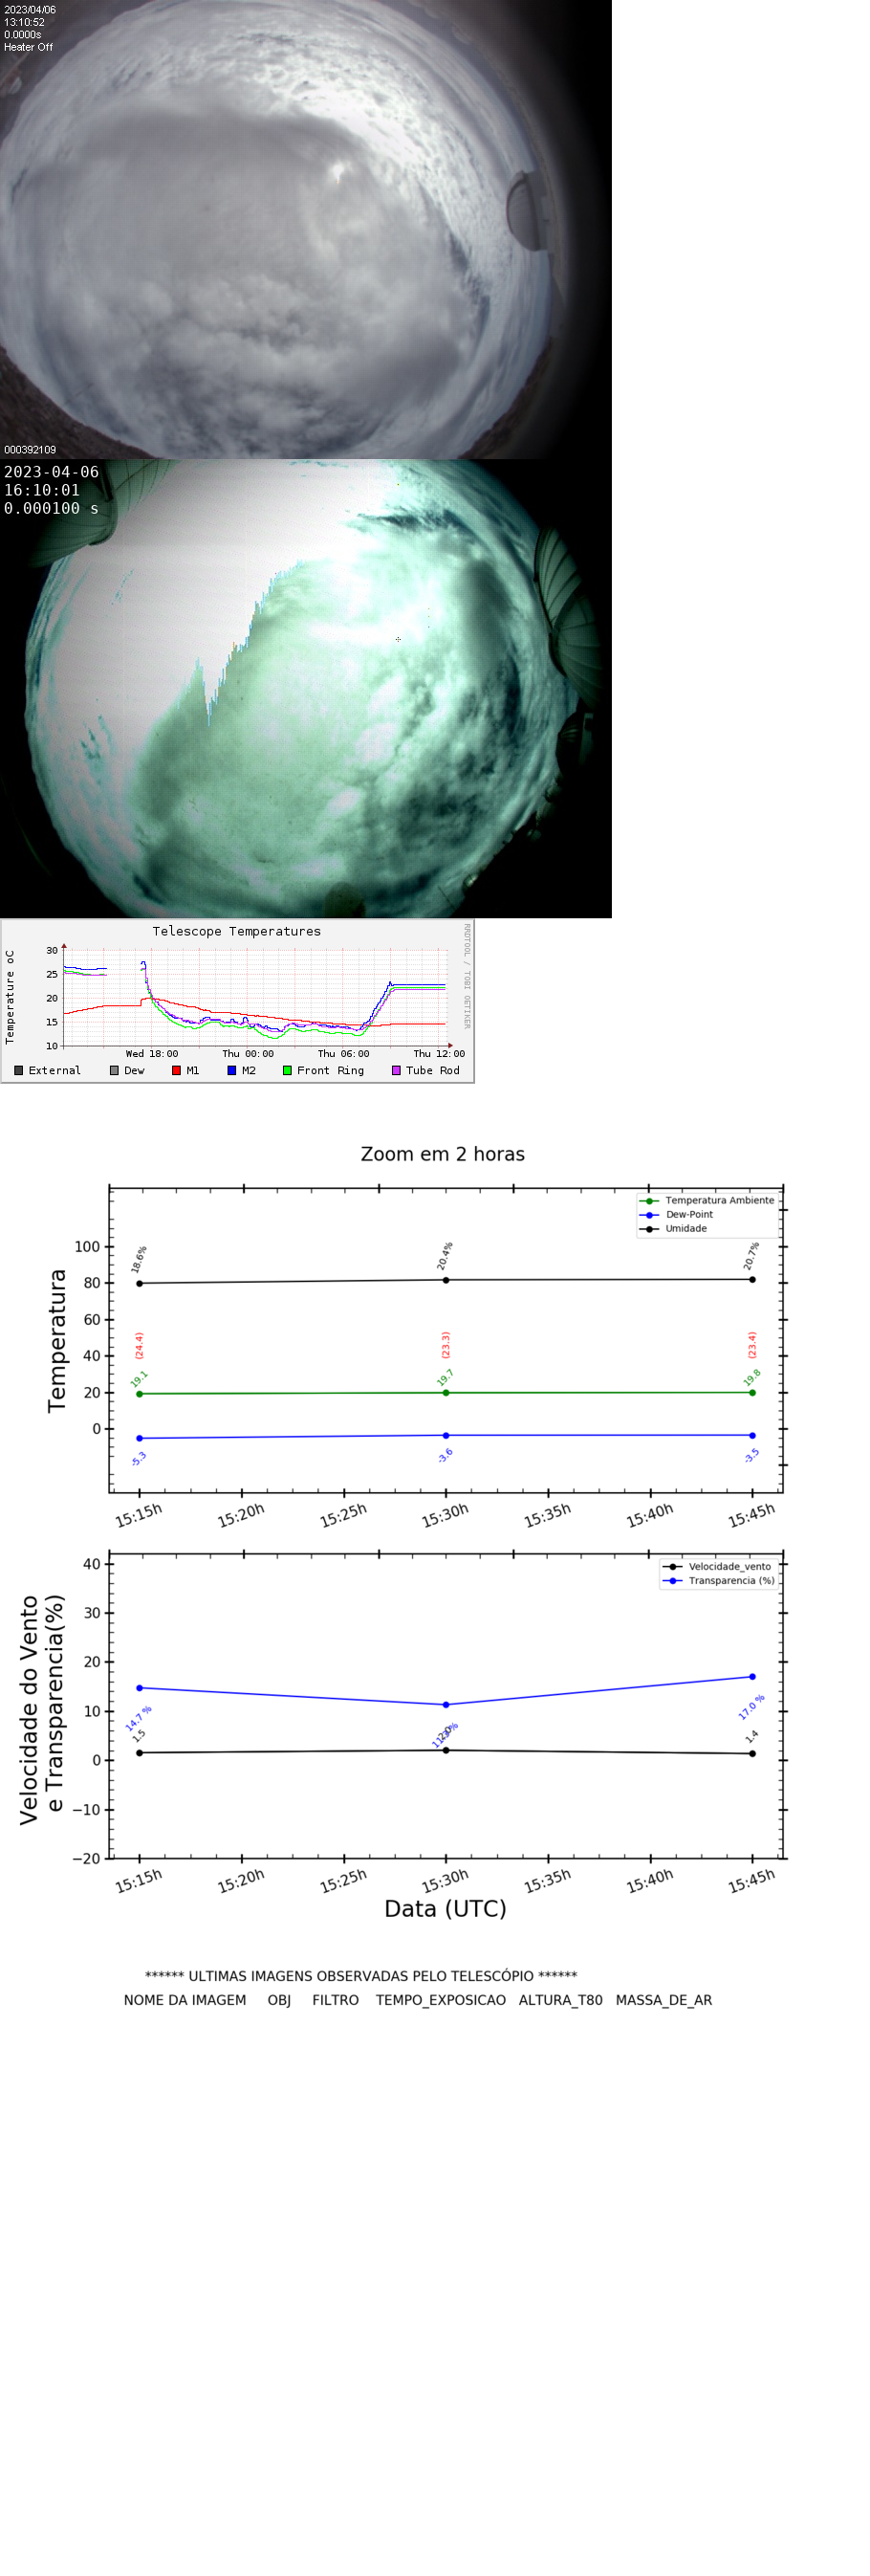 2023/04/06
13:10:52
0.0000s
Heater Off
000392109
2023-04-06
16:10:01
0.000100 s
Telescope Temperatures
RRDTOOL / TOBI OETIKER
Temperature oC
30
25
20
15
10
Wed 18:00 Thu 00:00 Thu 06:00 Thu 12:00
External Dew M1 M2 Front Ring Tube Rod
Zoom em 2 horas
Temperatura Ambiente
Dew-Point
Umidade
Temperatura
100
80
60
40
20
0
18.6% 20.4% 20.7%
(24.4) (23.3) (23.4)
19.1 19.7 19.8
-5.3 -3.6 -3.5
15:15h 15:20h 15:25h 15:30h 15:35h 15:40h 15:45h
Velocidade_vento
Transparencia (%)
Velocidade do Vento
e Transparencia(%)
40
30
20
10
0
−10
−20
14.7 % 17.0 %
1.5 1.4
15:15h 15:20h 15:25h 15:30h 15:35h 15:40h 15:45h
Data (UTC)
****** ULTIMAS IMAGENS OBSERVADAS PELO TELESCÓPIO ******
NOME DA IMAGEM OBJ FILTRO TEMPO_EXPOSICAO ALTURA_T80 MASSA_DE_AR